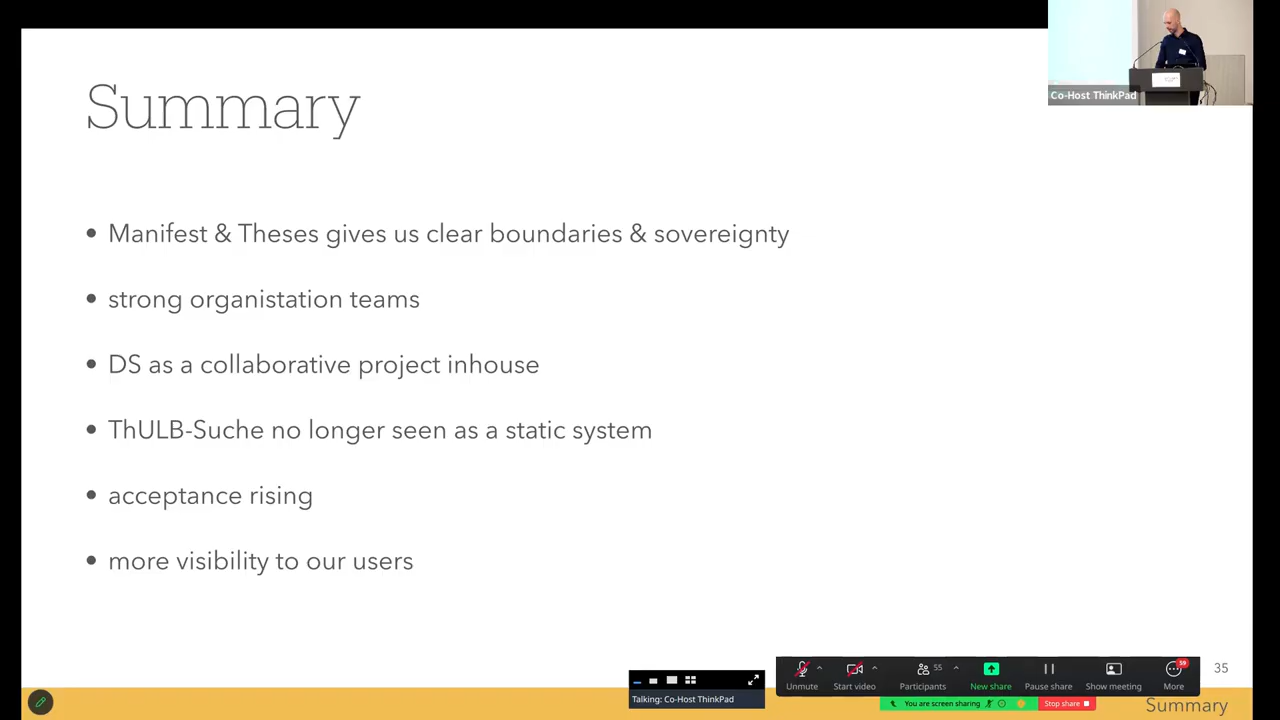 Summary
Co-Host ThinkPad
• Manifest & Theses gives us clear boundaries & sovereignty
• strong organistation teams
• DS as a collaborative project inhouse
• ThULB-Suche no longer seen as a static system
• acceptance rising
• more visibility to our users
35
Summary
Talking: Co-Host ThinkPad
Unmute
Start video
55
Participants
New share
Pause share
Show meeting
59
More
You are screen sharing
Stop share